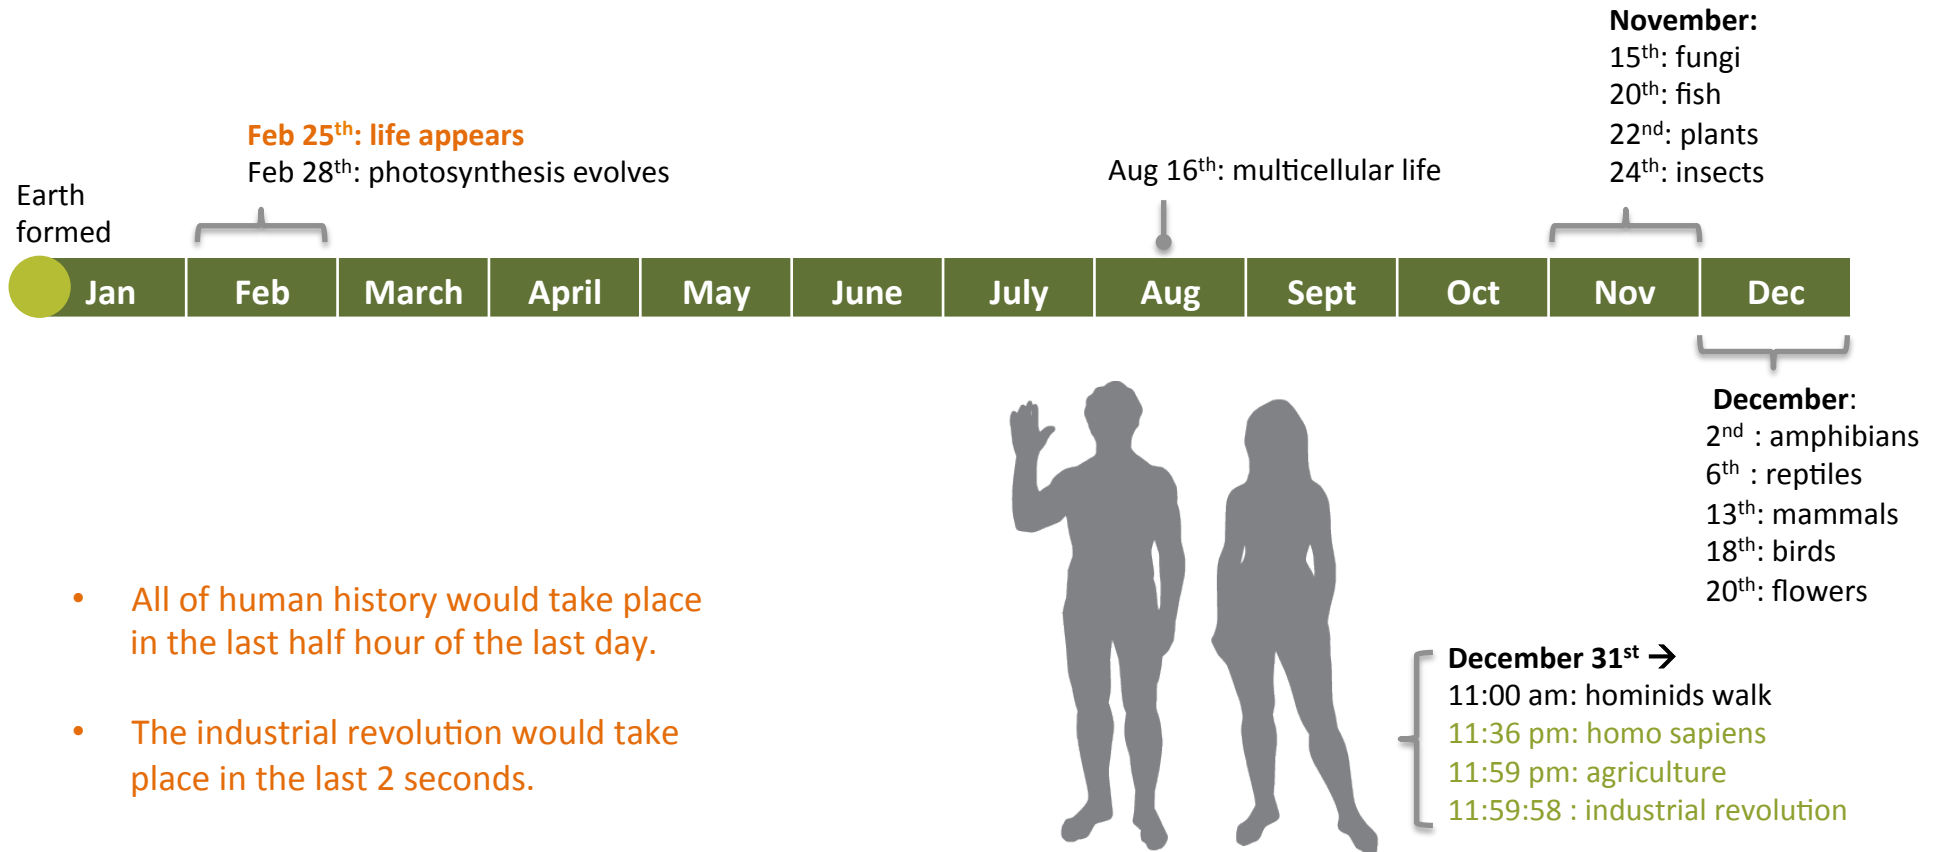 Earth
formed
Feb 25th: life appears
Feb 28th: photosynthesis evolves
Aug 16th: multicellular life
November:
15th: fungi
20th: fish
22nd: plants
24th: insects
Jan Feb March April May June July Aug Sept Oct Nov Dec
December:
2nd : amphibians
6th : reptiles
13th: mammals
18th: birds
20th: flowers
• All of human history would take place
in the last half hour of the last day.
• The industrial revolution would take
place in the last 2 seconds.
December 31st →
11:00 am: hominids walk
11:36 pm: homo sapiens
11:59 pm: agriculture
11:59:58 : industrial revolution